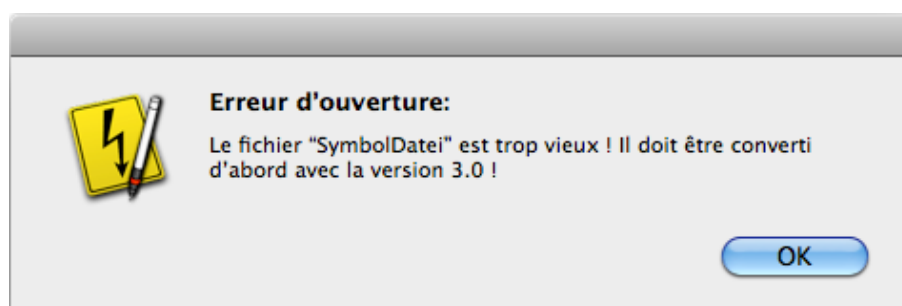 Erreur d’ouverture:
Le fichier “SymbolDatei” est trop vieux ! Il doit être converti
d’abord avec la version 3.0 !
OK